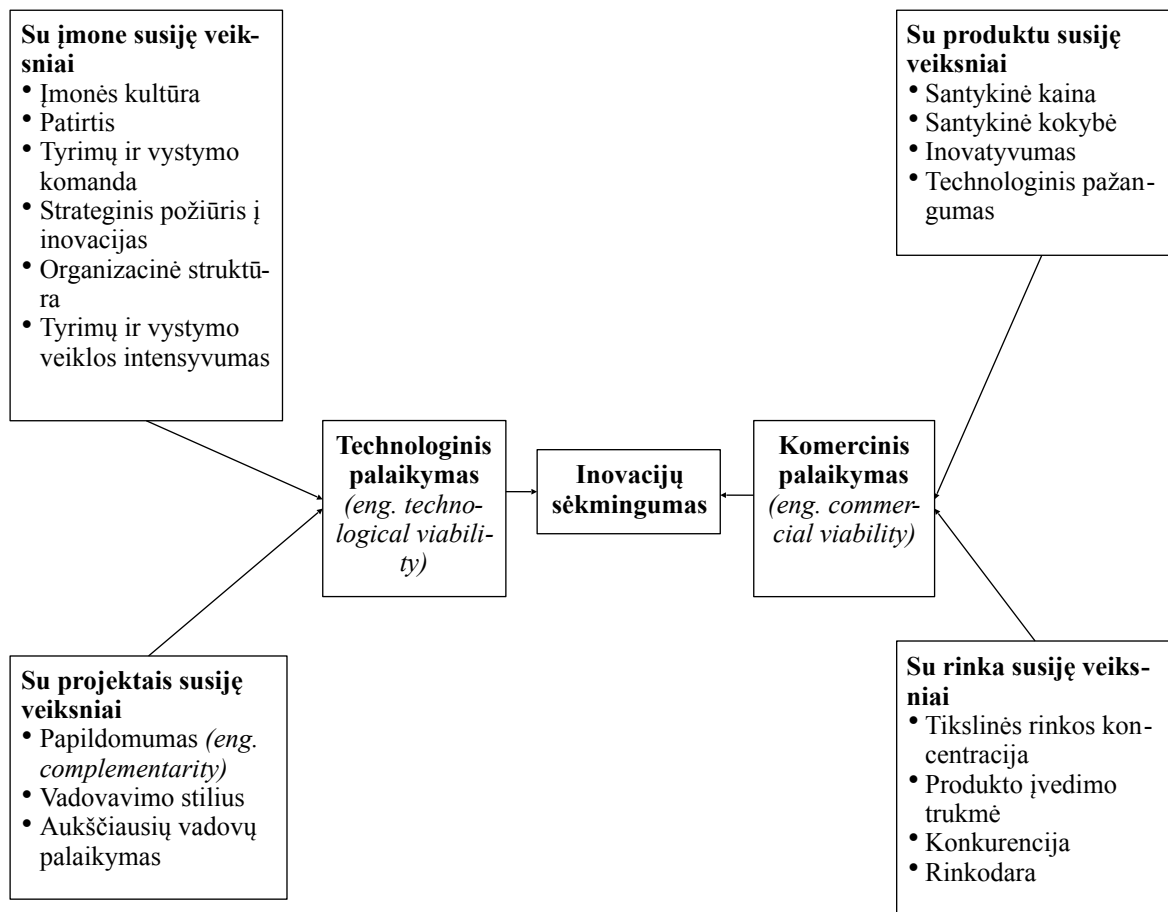 Su įmone susiję veik-
sniai
• Įmonės kultūra
• Patirtis
• Tyrimų ir vystymo
komanda
• Strateginis požiūris į
inovacijas
• Organizacinė struktū-
ra
• Tyrimų ir vystymo
veiklos intensyvumas
Su produktu susiję
veiksniai
• Santykinė kaina
• Santykinė kokybė
• Inovatyvumas
• Technologinis pažan-
gumas
Technologinis
palaikymas
(eng. techno-
logical viabili-
ty)
Inovacijų
sėkmingumas
Komercinis
palaikymas
(eng. commer-
cial viability)
Su projektais susiję
veiksniai
• Papildomumas (eng.
complementarity)
• Vadovavimo stilius
• Aukščiausių vadovų
palaikymas
Su rinka susiję veiks-
niai
• Tikslinės rinkos kon-
centracija
• Produkto įvedimo
trukmė
• Konkurencija
• Rinkodara